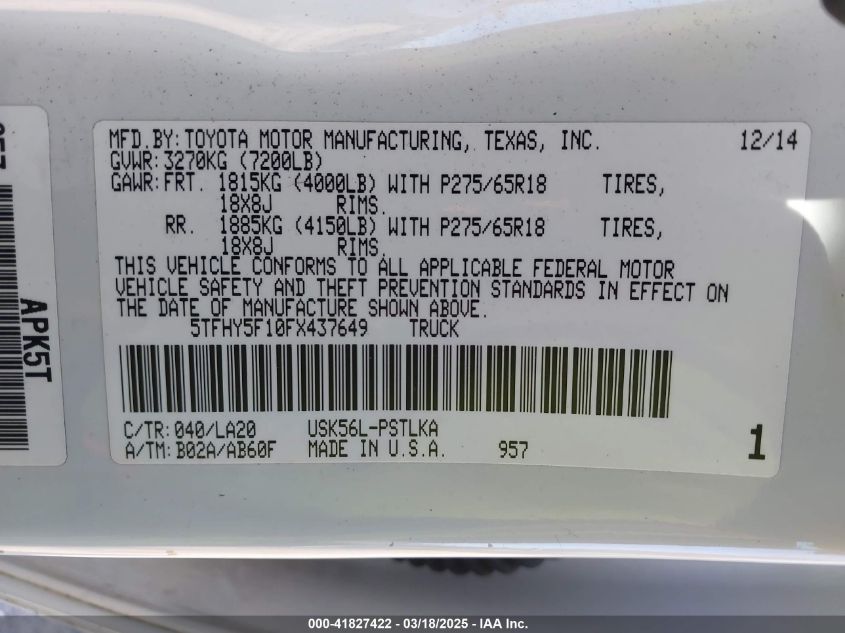 MFD.BY:TOYOTA MOTOR MANUFACTURING, TEXAS, INC. 12/14
GVWR:3270KG (7200LB)
GAWR:FRT. 1815KG (4000LB) WITH P275/65R18 TIRES,
18X8J RIMS.
RR. 1885KG (4150LB) WITH P275/65R18 TIRES,
18X8J RIMS.
THIS VEHICLE CONFORMS TO ALL APPLICABLE FEDERAL MOTOR
VEHICLE SAFETY AND THEFT PREVENTION STANDARDS IN EFFECT ON
THE DATE OF MANUFACTURE SHOWN ABOVE.
5TFHY5F10FX437649 TRUCK
C/TR:040/LA20 USK56L-PSTLKA
A/TM:B02A/AB60F MADE IN U.S.A. 957 1
APK5T
957
000-41827422 - 03/18/2025 - IAA Inc.